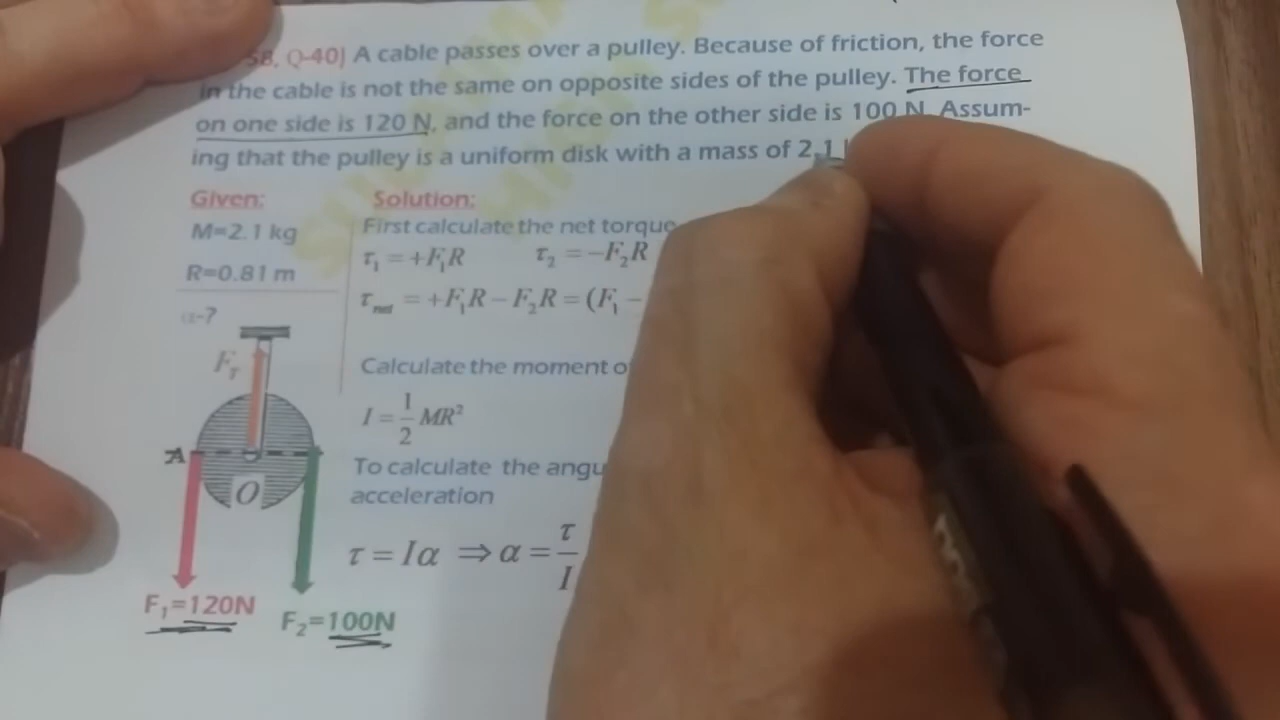 58, Q-40) A cable passes over a pulley. Because of friction, the force
in the cable is not the same on opposite sides of the pulley. The force
on one side is 120 N, and the force on the other side is 100 N. Assum-
ing that the pulley is a uniform disk with a mass of 2.1
Given:
M=2.1 kg
R=0.81 m
α-?
Solution:
First calculate the net torque
τ₁ = +F₁R τ₂ = −F₂R
τnet = +F₁R − F₂R = (F₁ −
Calculate the moment o
I = 1/2 MR²
To calculate the angu
acceleration
τ = Iα ⇒ α = τ/I
Fт
A
O
F₁=120N
F₂=100N